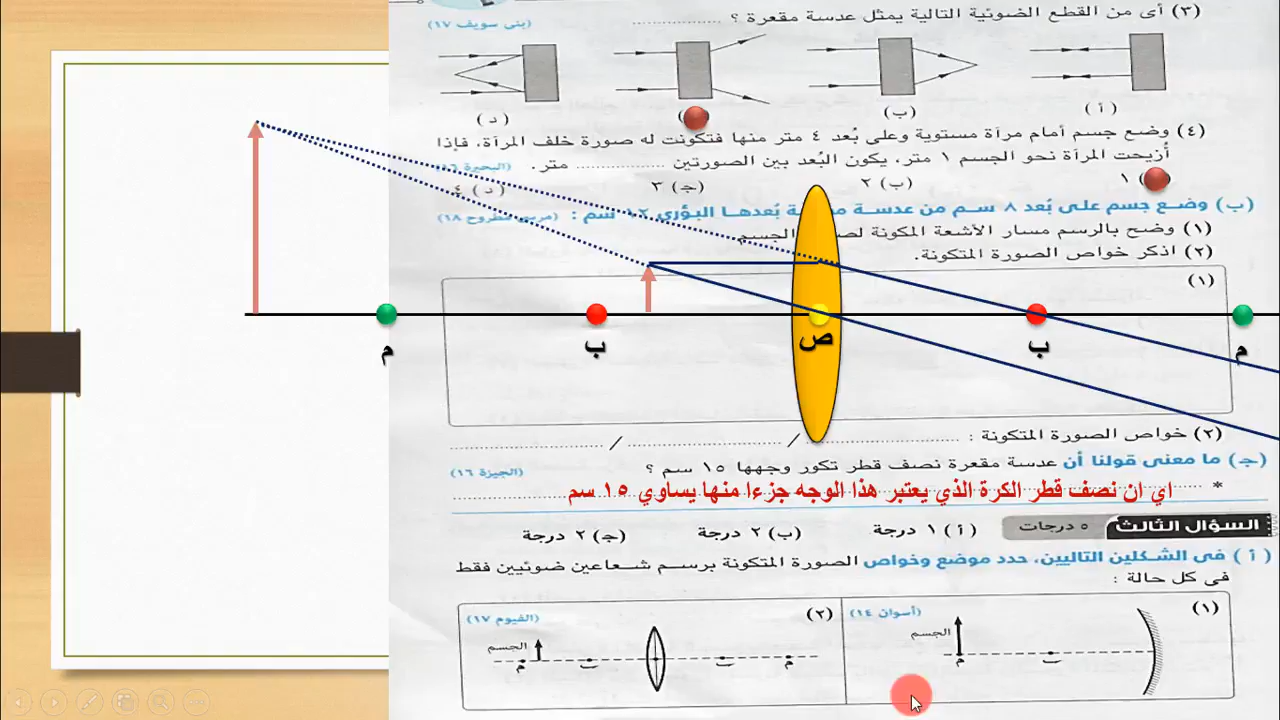 (٣) أى من القطع الضوئية التالية يمثل عدسة مقعرة ؟ ............
(بنى سويف ١٧)
(أ)
(ب)
(د)
(٤) وضع جسم أمام مرآة مستوية وعلى بُعد ٤ متر منها فتكونت له صورة خلف المرآة. فإذا
أُزيحت المرآة نحو الجسم ١ متر، يكون البُعد بين الصورتين ............ متر.
(البحيرة ١٦)
١
(ب) ٢
(جـ) ٣
(د) ٤
(ب) وضع جسم على بُعد ٨ سم من عدسة بُعدها البؤرى ١٢ سم :
(١) وضح بالرسم مسار الأشعة المكونة الجسم
(٢) اذكر خواص الصورة المتكونة.
(١)
م
ب
ص
ب
م
(٢) خواص الصورة المتكونة : ............ / ............ / ............
(جـ) ما معنى قولنا أن عدسة مقعرة نصف قطر تكور وجهها ١٥ سم ؟
(الجيزة ١٦)
* اي ان نصف قطر الكرة الذي يعتبر هذا الوجه جزءا منها يساوي ١٥ سم
السؤال الثالث
٥ درجات
(أ) ١ درجة
(ب) ٢ درجة
(جـ) ٢ درجة
(أ) فى الشكلين التاليين، حدد موضع وخواص الصورة المتكونة برسم شعاعين ضوئيين فقط
فى كل حالة :
(١)
(أسوان ١٤)
الجسم
م
ب
(٢)
(الفيوم ١٧)
الجسم
م
ب
ب
م